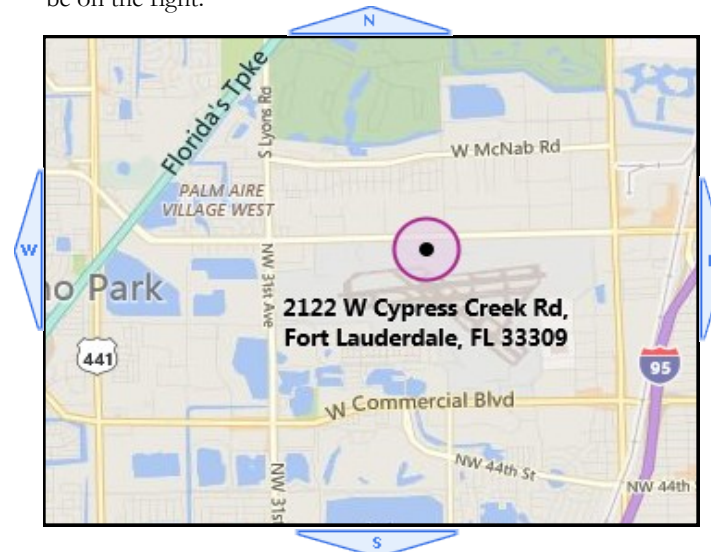 be on the right.
N
Florida's Tpke
S Lyons Rd
W McNab Rd
PALM AIRE
VILLAGE WEST
W
NW 31st Ave
no Park
2122 W Cypress Creek Rd,
Fort Lauderdale, FL 33309
441
95
W Commercial Blvd
NW 44th St
NW 44th
NW 31s
S